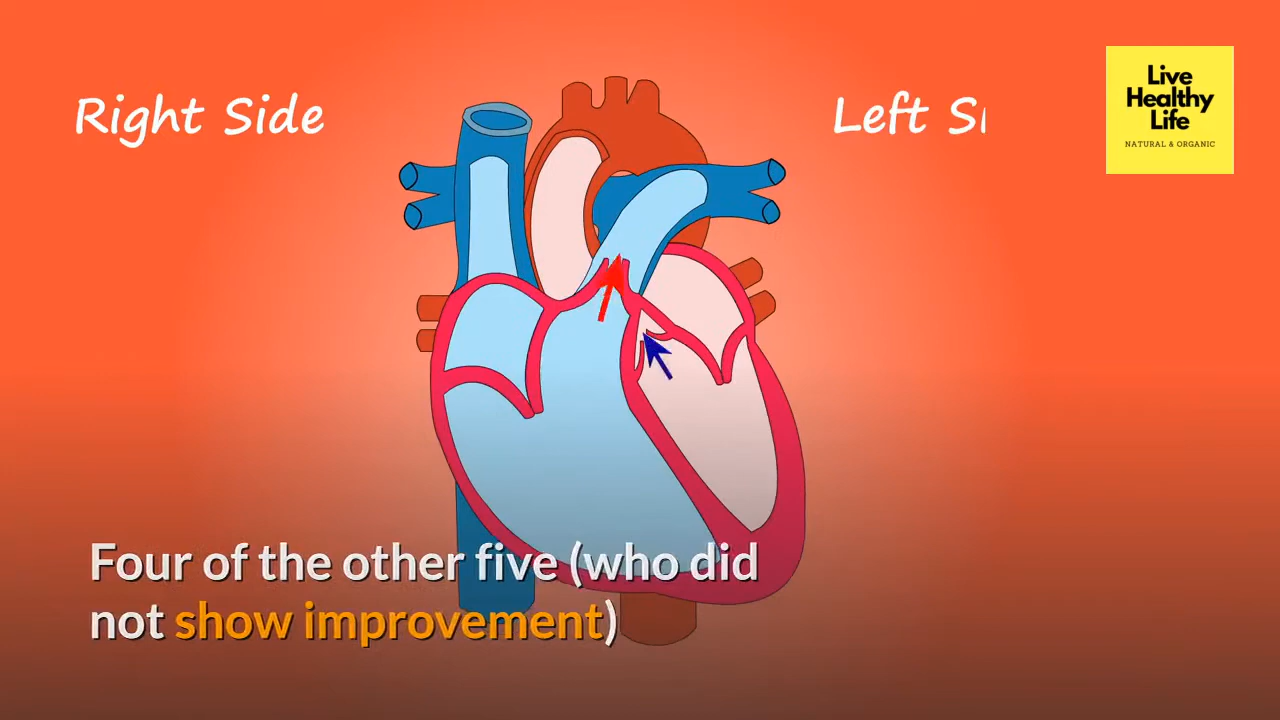 Right Side
Left Si
Live
Healthy
Life
NATURAL & ORGANIC
Four of the other five (who did
not show improvement)